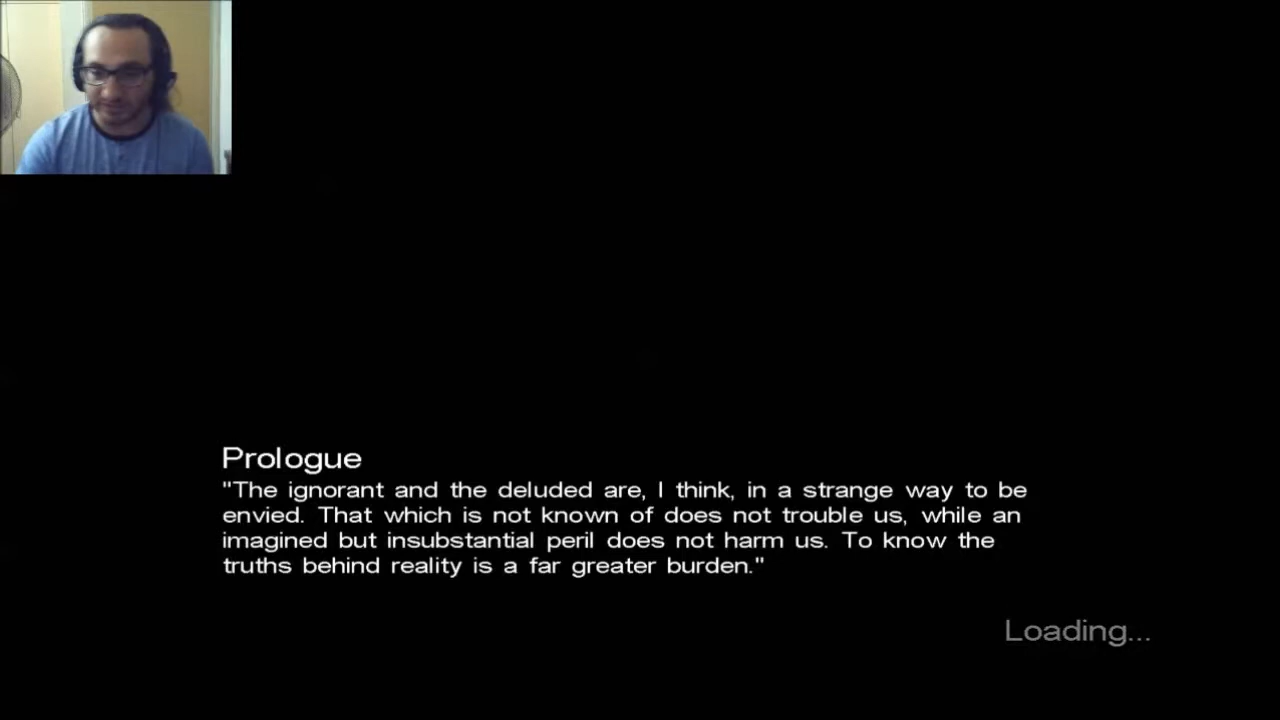 Prologue
"The ignorant and the deluded are, I think, in a strange way to be
envied. That which is not known of does not trouble us, while an
imagined but insubstantial peril does not harm us. To know the
truths behind reality is a far greater burden."
Loading...